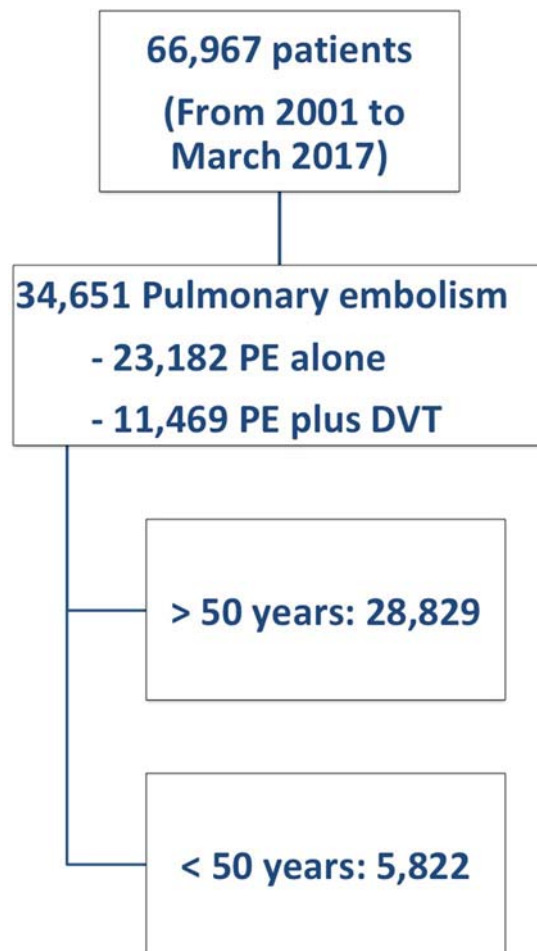 66,967 patients
(From 2001 to
March 2017)
34,651 Pulmonary embolism
- 23,182 PE alone
- 11,469 PE plus DVT
> 50 years: 28,829
< 50 years: 5,822